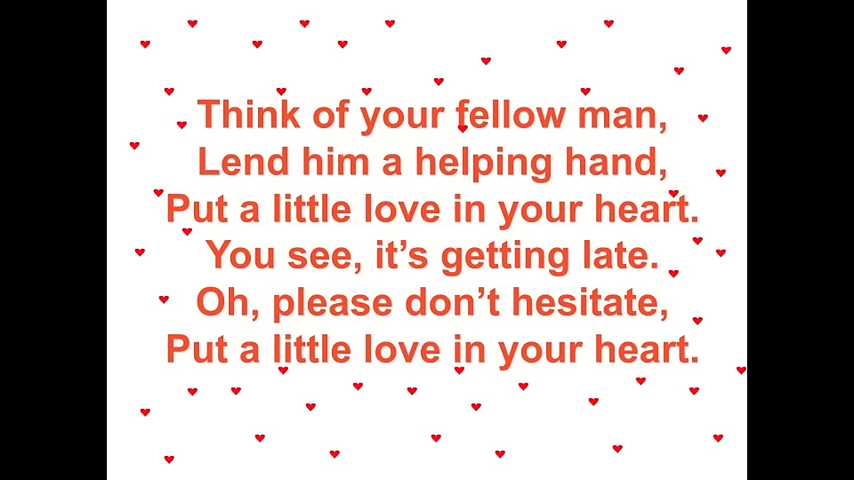 Think of your fellow man,
Lend him a helping hand,
Put a little love in your heart.
You see, it’s getting late.
Oh, please don’t hesitate,
Put a little love in your heart.